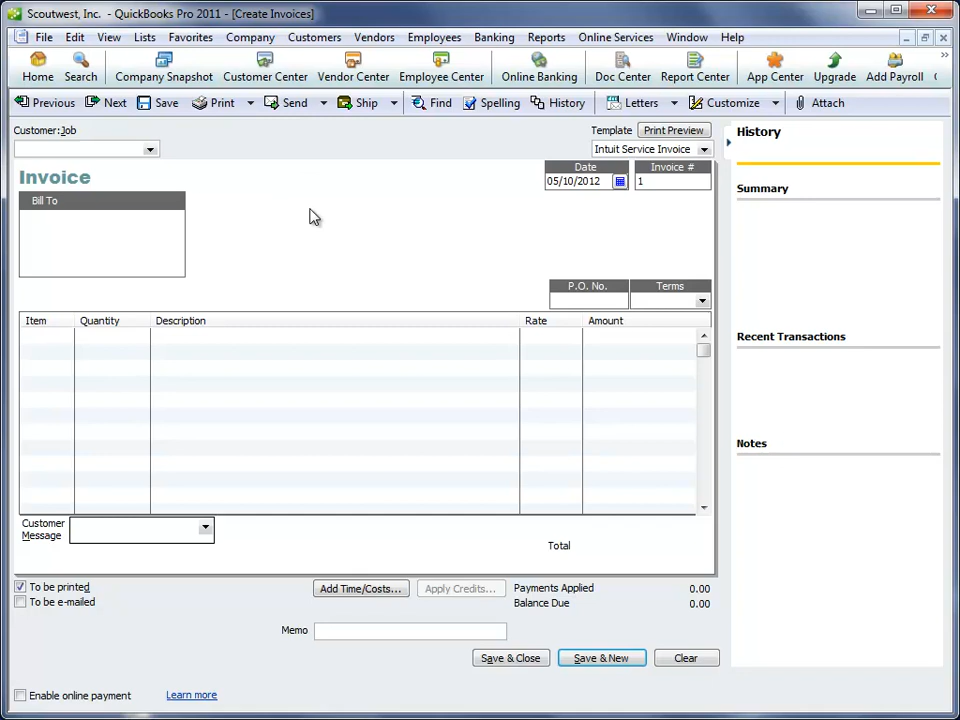 Scoutwest, Inc. - QuickBooks Pro 2011 - [Create Invoices]
File Edit View Lists Favorites Company Customers Vendors Employees Banking Reports Online Services Window Help
Home Search Company Snapshot Customer Center Vendor Center Employee Center Online Banking Doc Center Report Center App Center Upgrade Add Payroll
Previous Next Save Print Send Ship Find Spelling History Letters Customize Attach
Customer:Job
Template Print Preview
Intuit Service Invoice
Invoice
Date Invoice #
05/10/2012 1
Bill To
P.O. No. Terms
Item Quantity Description Rate Amount
Customer Message
Total
To be printed
To be e-mailed
Add Time/Costs... Apply Credits...
Payments Applied 0.00
Balance Due 0.00
Memo
Save & Close Save & New Clear
Enable online payment Learn more
History
Summary
Recent Transactions
Notes